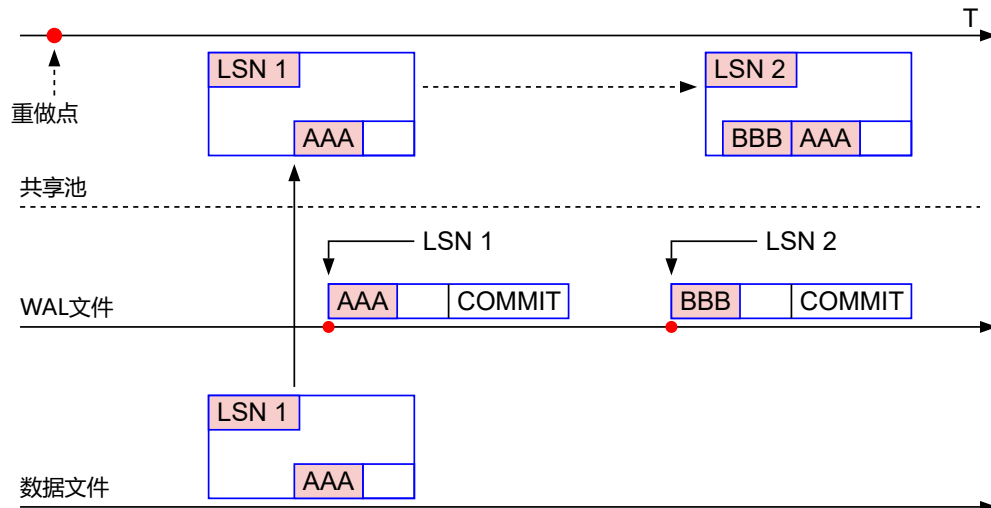 T
重做点
LSN 1
AAA
LSN 2
BBB AAA
共享池
LSN 1
LSN 2
WAL文件
AAA COMMIT
BBB COMMIT
LSN 1
AAA
数据文件